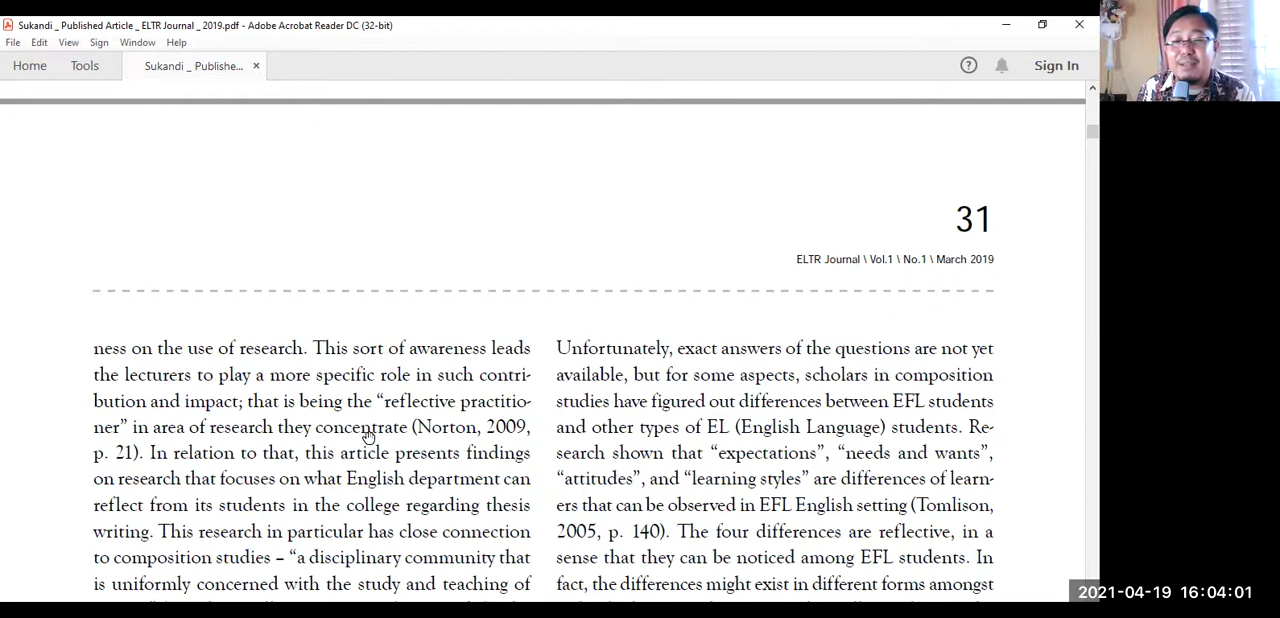 Sukandi _ Published Article _ ELTR Journal _ 2019.pdf - Adobe Acrobat Reader DC (32-bit)
File Edit View Sign Window Help
Home Tools Sukandi _ Publishe... × Sign In
31
ELTR Journal \ Vol.1 \ No.1 \ March 2019
ness on the use of research. This sort of awareness leads
the lecturers to play a more specific role in such contri-
bution and impact; that is being the “reflective practitio-
ner” in area of research they concentrate (Norton, 2009,
p. 21). In relation to that, this article presents findings
on research that focuses on what English department can
reflect from its students in the college regarding thesis
writing. This research in particular has close connection
to composition studies – “a disciplinary community that
is uniformly concerned with the study and teaching of
Unfortunately, exact answers of the questions are not yet
available, but for some aspects, scholars in composition
studies have figured out differences between EFL students
and other types of EL (English Language) students. Re-
search shown that “expectations”, “needs and wants”,
“attitudes”, and “learning styles” are differences of learn-
ers that can be observed in EFL English setting (Tomlison,
2005, p. 140). The four differences are reflective, in a
sense that they can be noticed among EFL students. In
fact, the differences might exist in different forms amongst
2021-04-19 16:04:01